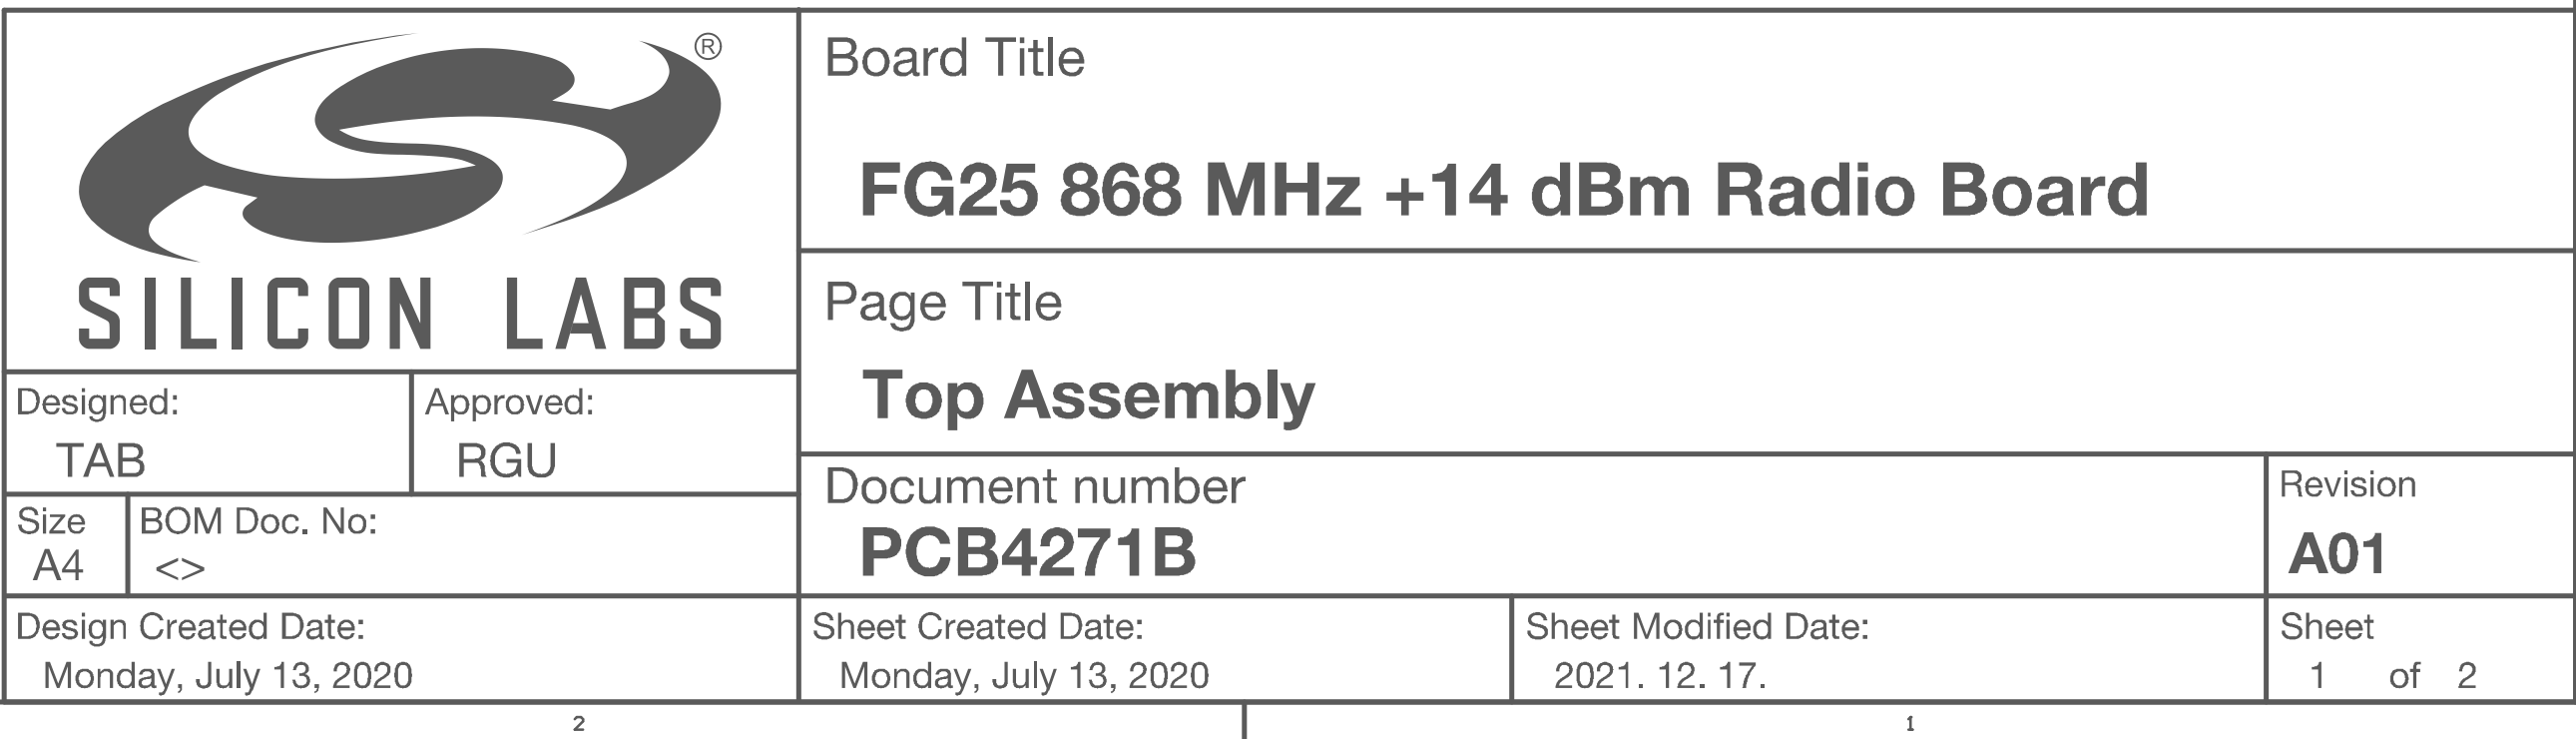 ®
SILICON LABS
Board Title
FG25 868 MHz +14 dBm Radio Board
Page Title
Top Assembly
Designed:
TAB
Approved:
RGU
Size
A4
BOM Doc. No:
<>
Document number
PCB4271B
Revision
A01
Design Created Date:
Monday, July 13, 2020
Sheet Created Date:
Monday, July 13, 2020
Sheet Modified Date:
2021. 12. 17.
Sheet
1 of 2
2
1